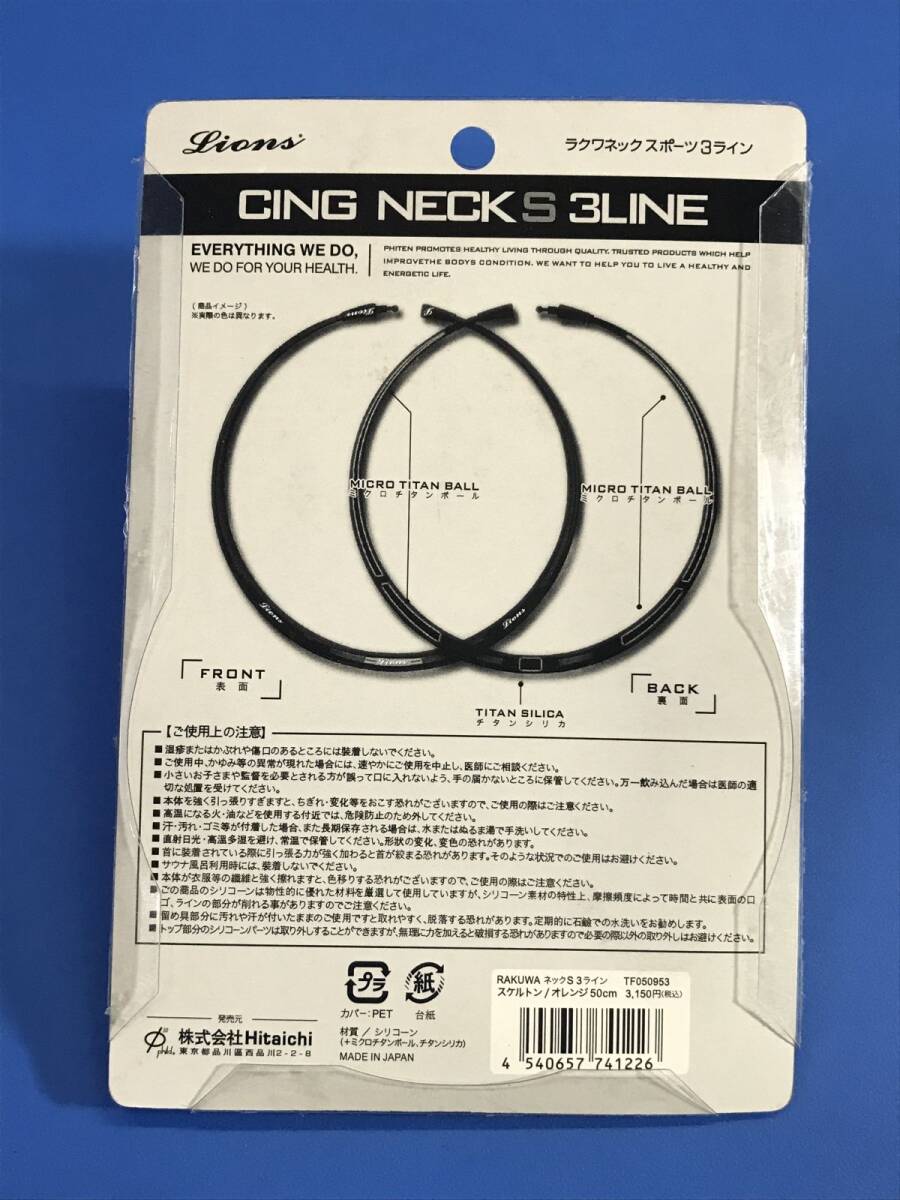 Lions
ラクワネックスポーツ3ライン
CING NECK S 3LINE
EVERYTHING WE DO,
WE DO FOR YOUR HEALTH.
PHITEN PROMOTES HEALTHY LIVING THROUGH QUALITY. TRUSTED PRODUCTS WHICH HELP
IMPROVETHE BODYS CONDITION. WE WANT TO HELP YOU TO LIVE A HEALTHY AND
ENERGETIC LIFE.
(商品イメージ)
※実際の色は異なります。
Lions
MICRO TITAN BALL
ミクロチタンボール
MICRO TITAN BALL
ミクロチタンボール
Lions
Lions
Lions
FRONT
表面
BACK
裏面
TITAN SILICA
チタンシリカ
【ご使用上の注意】
■湿疹またはかぶれや傷口のあるところには装着しないでください。
■ご使用中、かゆみ等の異常が現れた場合には、速やかにご使用を中止し、医師にご相談ください。
■小さいお子さまや監督を必要とされる方が誤って口に入れないよう、手の届かないところに保管してください。万一飲み込んだ場合は医師の適
切な処置を受けてください。
■本体を強く引っ張りすぎますと、ちぎれ・変化等をおこす恐れがございますので、ご使用の際はご注意ください。
■高温になる火・油などを使用する付近では、危険防止のため外してください。
■汗・汚れ・ゴミ等が付着した場合、また長期保存される場合は、水またはぬるま湯で手洗いしてください。
■直射日光・高温多湿を避け、常温で保管してください。形状の変化、変色の恐れがあります。
■首に装着されている際に引っ張る力が強く加わると首が絞まる恐れがあります。そのような状況でのご使用はお避けください。
■サウナ風呂利用時には、装着しないでください。
■本体が衣服等の繊維と強く擦れますと、色移りする恐れがございますので、ご使用の際はご注意ください。
■この商品のシリコーンは物性的に優れた材料を厳選して使用していますが、シリコーン素材の特性上、摩擦頻度によって時間と共に表面のロ
ゴ、ラインの部分が削れる事がありますのでご了承ください。
■留め具部分に汚れや汗が付いたままのご使用ですと取れやすく、脱落する恐れがあります。定期的に石鹸での水洗いをお勧めします。
■トップ部分のシリコーンパーツは取り外しすることができますが、無理に力を加えると破損する恐れがありますので必要の際以外の取り外しはお避けください。
プラ
紙
カバー:PET
台紙
RAKUWA ネックS 3ライン TF050953
スケルトン/オレンジ 50cm 3,150円(税込)
4 540657 741226
発売元
phild.
株式会社Hitaichi
東京都品川區西品川2-2-8
材質 / シリコーン
(+ミクロチタンボール、チタンシリカ)
MADE IN JAPAN